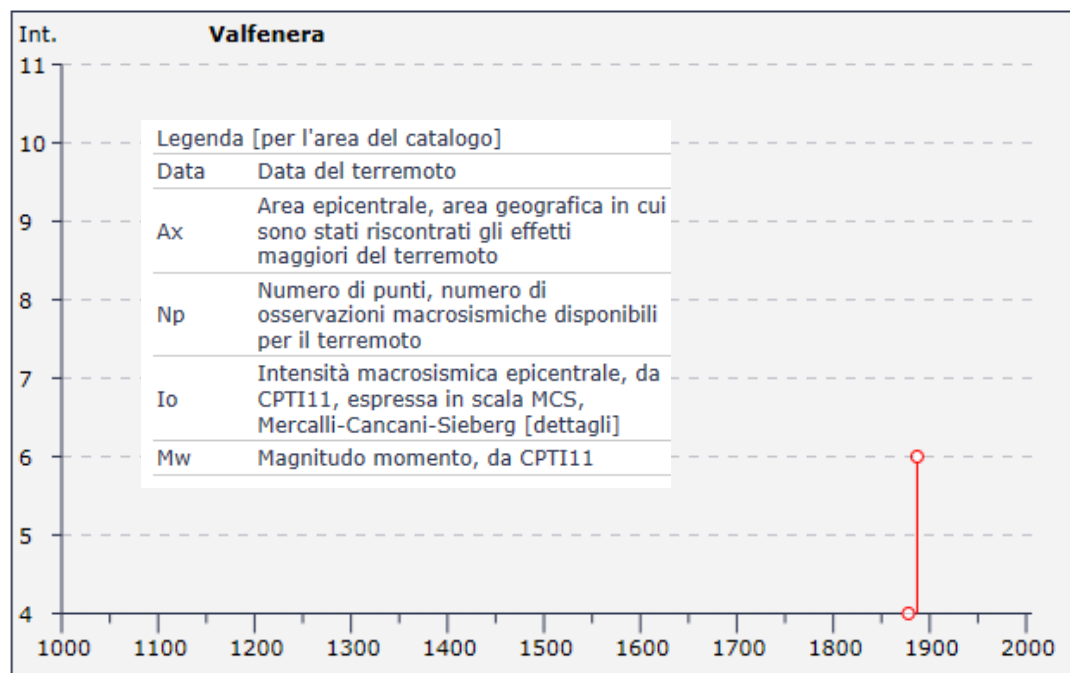 Int. Valfenera
11
10
9
8
7
6
5
4
Legenda [per l'area del catalogo]
Data Data del terremoto
Ax Area epicentrale, area geografica in cui
sono stati riscontrati gli effetti
maggiori del terremoto
Np Numero di punti, numero di
osservazioni macrosismiche disponibili
per il terremoto
Io Intensità macrosismica epicentrale, da
CPTI11, espressa in scala MCS,
Mercalli-Cancani-Sieberg [dettagli]
Mw Magnitudo momento, da CPTI11
1000 1100 1200 1300 1400 1500 1600 1700 1800 1900 2000